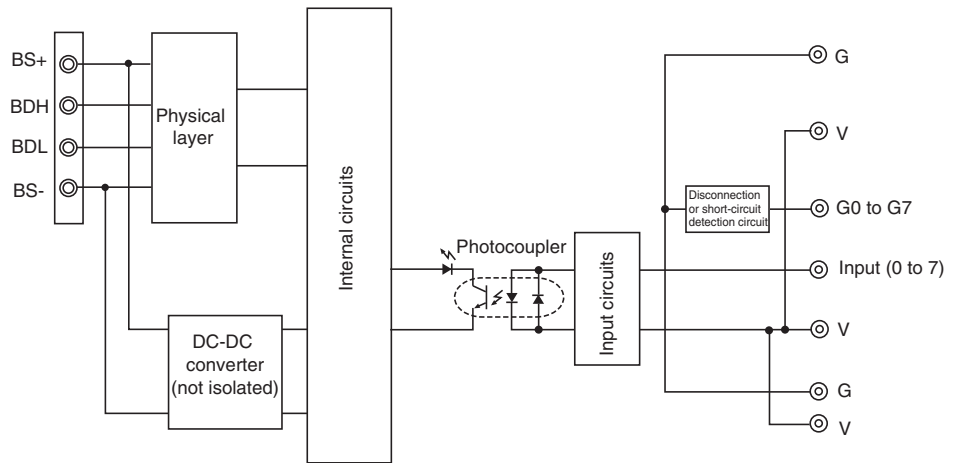 BS+
BDH
BDL
BS-
Physical
layer
DC-DC
converter
(not isolated)
Internal circuits
Photocoupler
Input circuits
Disconnection
or short-circuit
detection circuit
G
V
G0 to G7
Input (0 to 7)
V
G
V